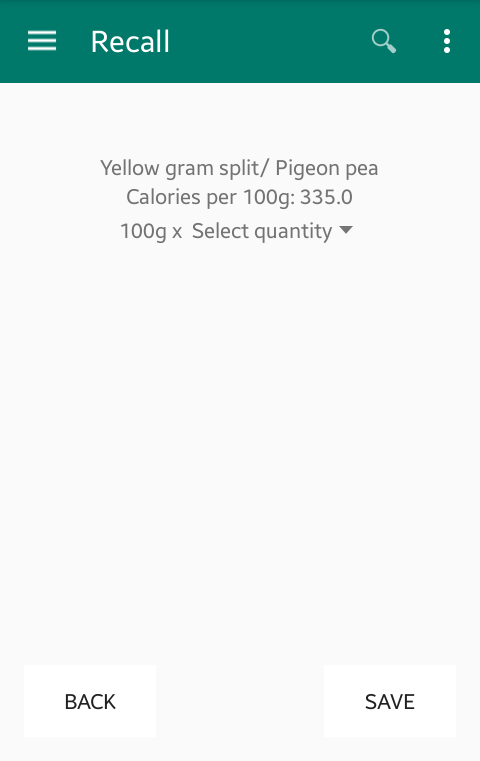 Recall
Yellow gram split/ Pigeon pea
Calories per 100g: 335.0
100g x Select quantity
BACK
SAVE